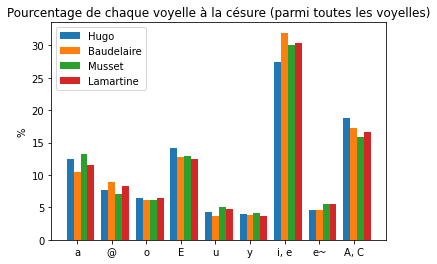 Pourcentage de chaque voyelle à la césure (parmi toutes les voyelles)
Hugo
Baudelaire
Musset
Lamartine
%
30
25
20
15
10
5
0
a @ o E u y i, e e~ A, C